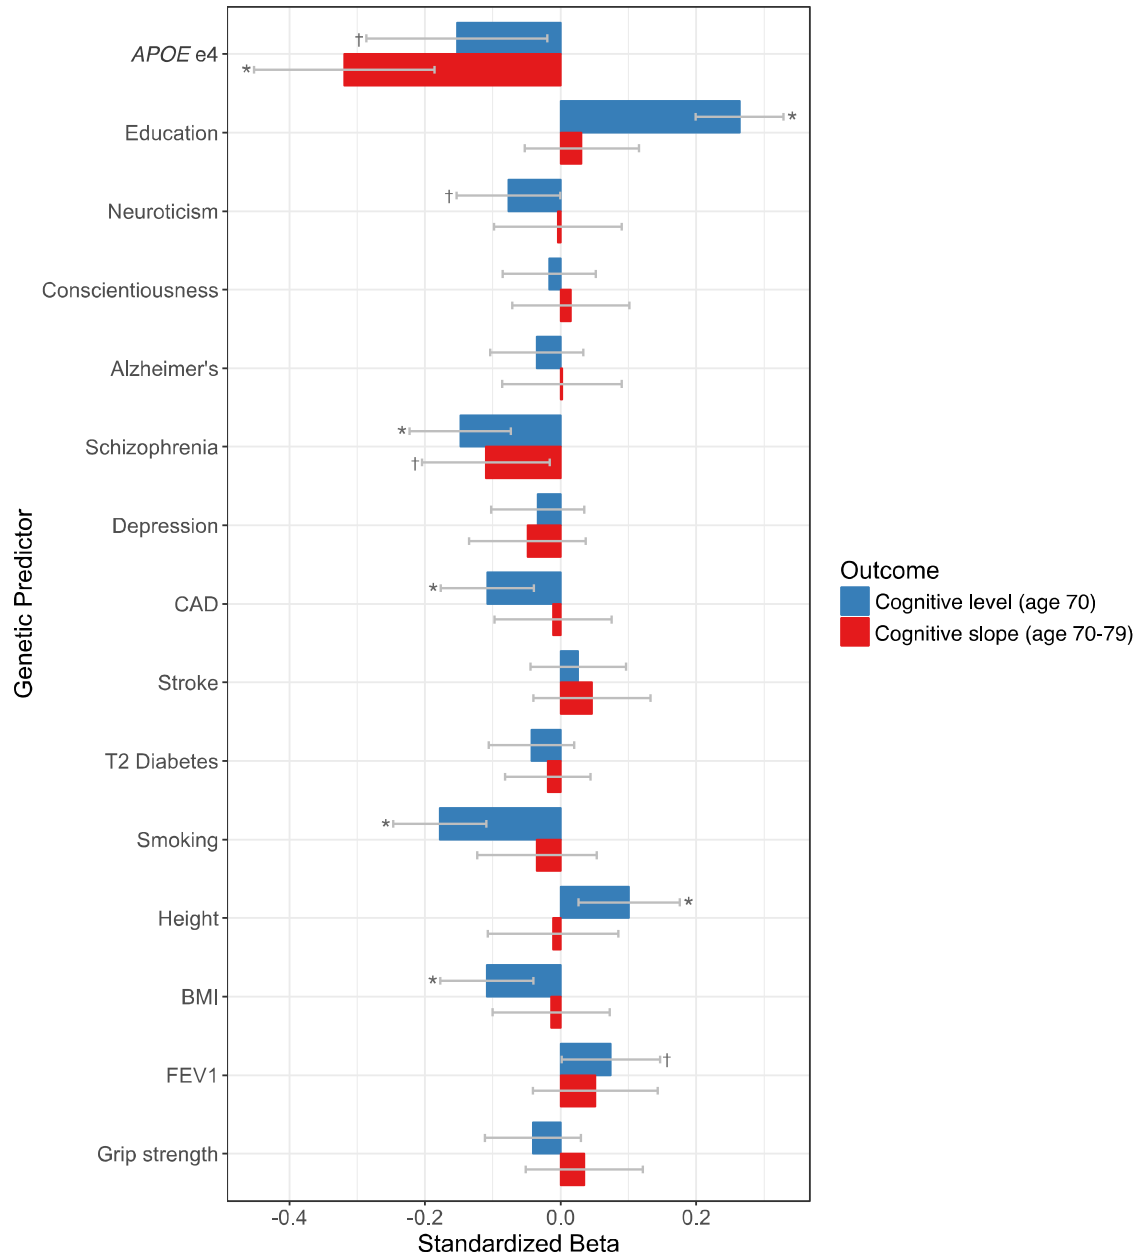 APOE e4
†
*
Education
*
Neuroticism
†
Conscientiousness
Alzheimer's
Schizophrenia
*
†
Depression
CAD
*
Stroke
T2 Diabetes
Smoking
*
Height
*
BMI
*
FEV1
†
Grip strength
Genetic Predictor
-0.4 -0.2 0.0 0.2
Standardized Beta
Outcome
Cognitive level (age 70)
Cognitive slope (age 70-79)